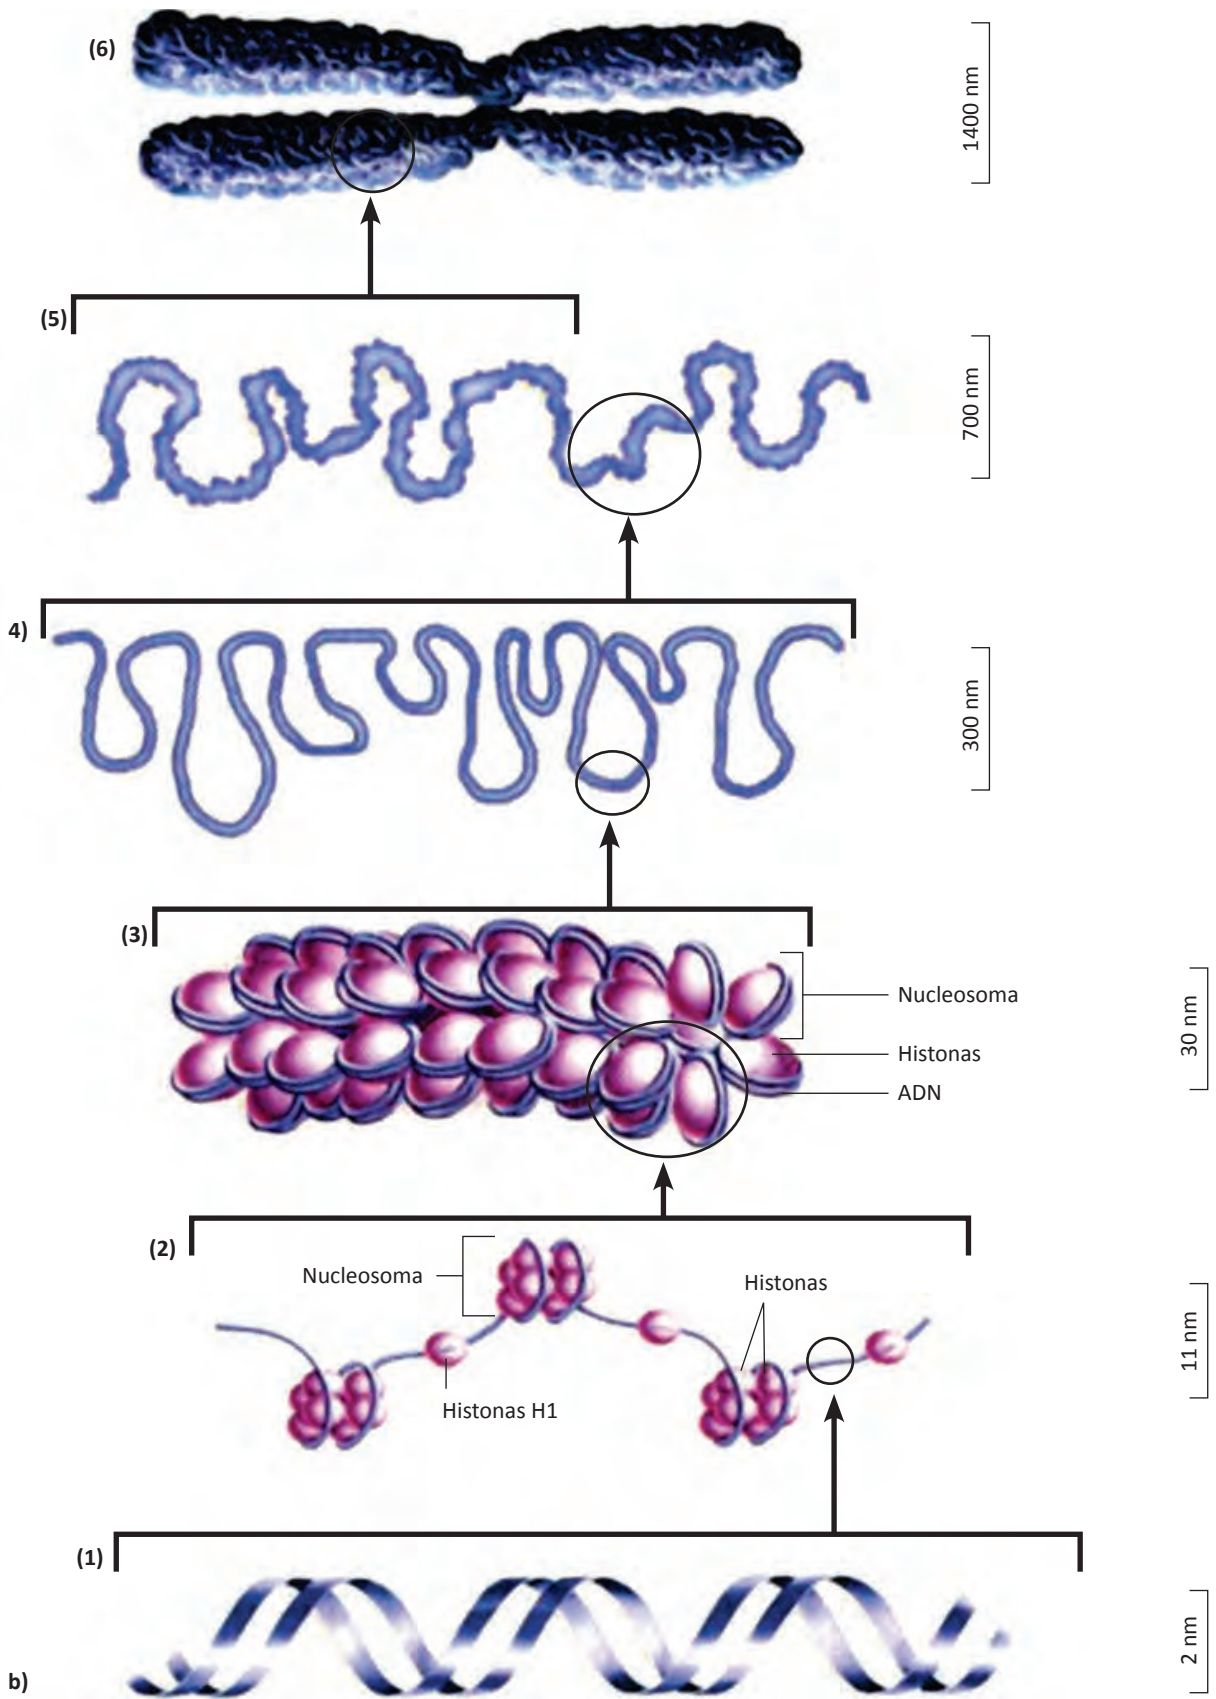 (6)
1400 nm
(5)
700 nm
4)
300 nm
(3)
Nucleosoma
Histonas
ADN
30 nm
(2)
Nucleosoma
Histonas
Histonas H1
11 nm
(1)
2 nm
b)